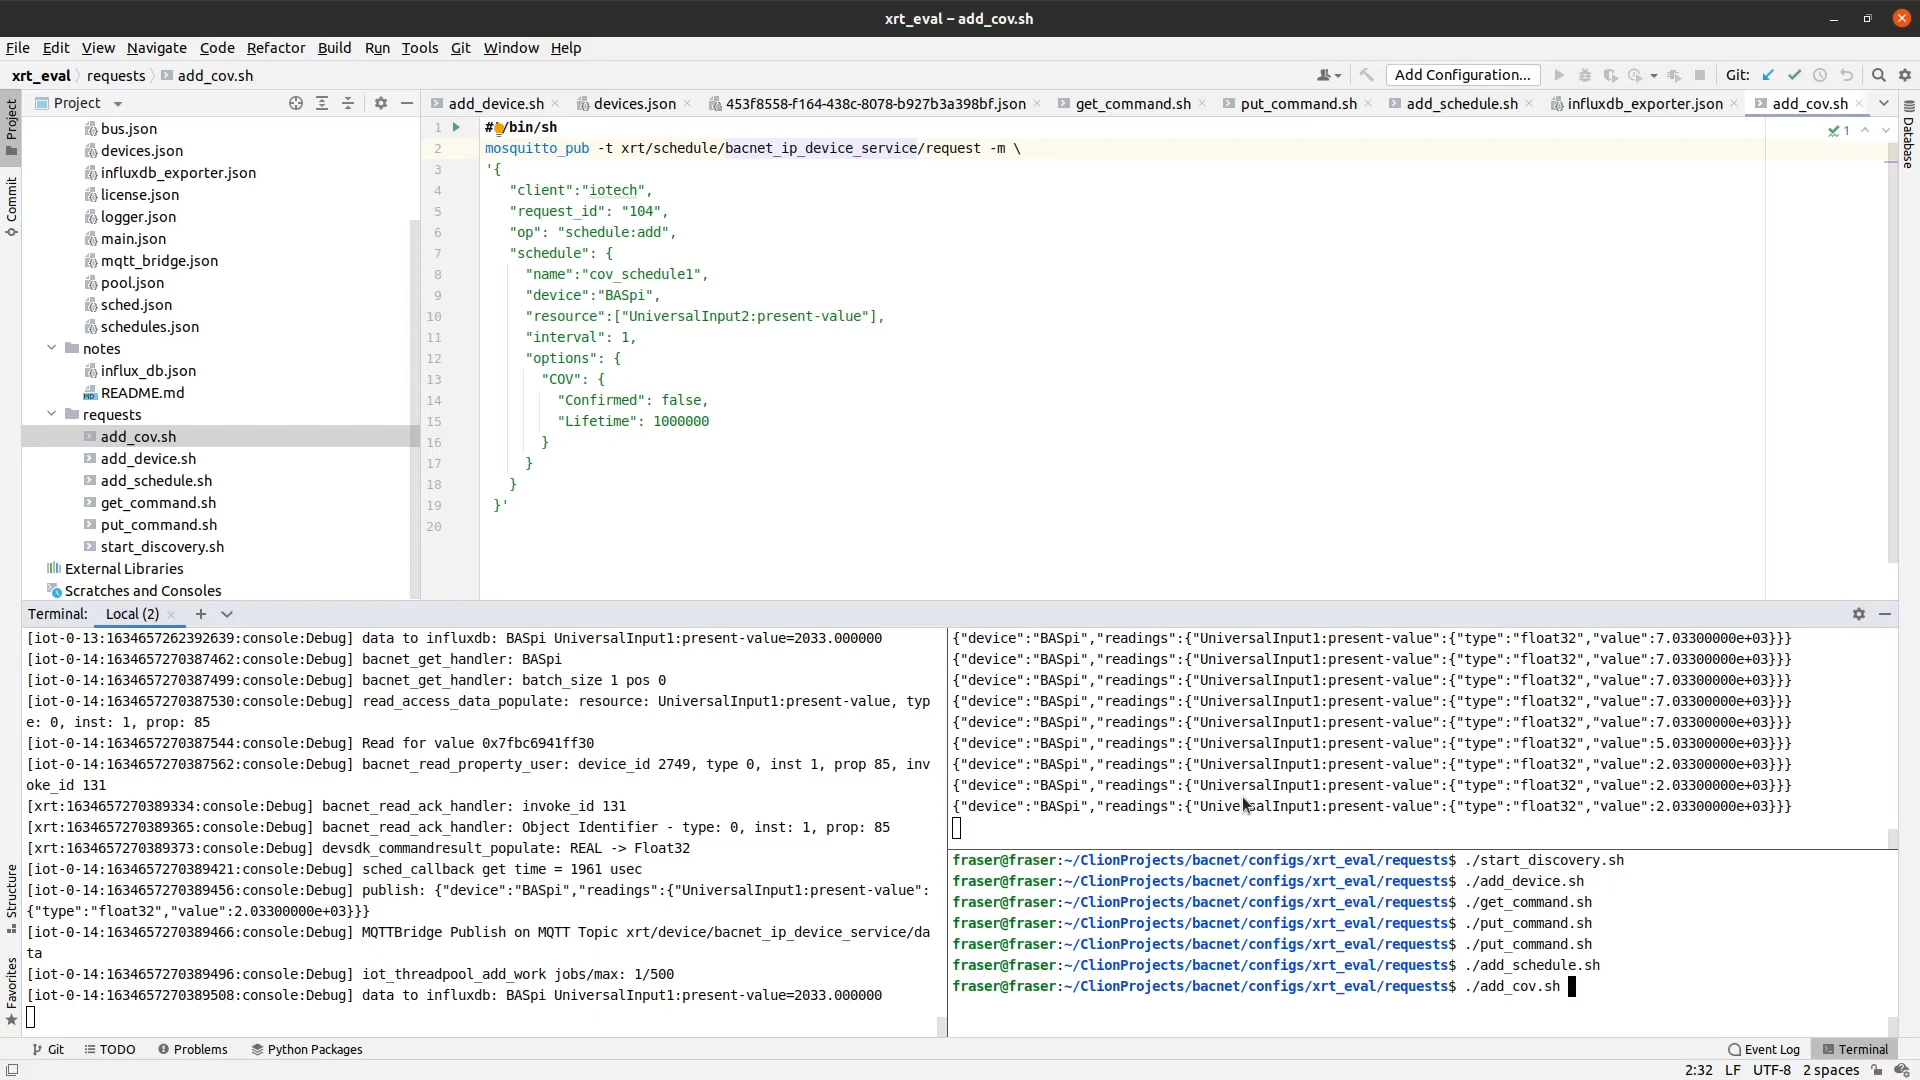 xrt_eval – add_cov.sh
File Edit View Navigate Code Refactor Build Run Tools Git Window Help
xrt_eval requests add_cov.sh
Add Configuration...
Git:
Project
add_device.sh devices.json 453f8558-f164-438c-8078-b927b3a398bf.json get_command.sh put_command.sh add_schedule.sh influxdb_exporter.json add_cov.sh
Project
Commit
Structure
Favorites
Database
bus.json
devices.json
influxdb_exporter.json
license.json
logger.json
main.json
mqtt_bridge.json
pool.json
sched.json
schedules.json
notes
influx_db.json
README.md
requests
add_cov.sh
add_device.sh
add_schedule.sh
get_command.sh
put_command.sh
start_discovery.sh
External Libraries
Scratches and Consoles
1
1 #/bin/sh
2 mosquitto_pub -t xrt/schedule/bacnet_ip_device_service/request -m \
3 '{
4 "client":"iotech",
5 "request_id": "104",
6 "op": "schedule:add",
7 "schedule": {
8 "name":"cov_schedule1",
9 "device":"BASpi",
10 "resource":["UniversalInput2:present-value"],
11 "interval": 1,
12 "options": {
13 "COV": {
14 "Confirmed": false,
15 "Lifetime": 1000000
16 }
17 }
18 }
19 }'
20
Terminal: Local (2)
[iot-0-13:1634657262392639:console:Debug] data to influxdb: BASpi UniversalInput1:present-value=2033.000000
[iot-0-14:1634657270387462:console:Debug] bacnet_get_handler: BASpi
[iot-0-14:1634657270387499:console:Debug] bacnet_get_handler: batch_size 1 pos 0
[iot-0-14:1634657270387530:console:Debug] read_access_data_populate: resource: UniversalInput1:present-value, typ
e: 0, inst: 1, prop: 85
[iot-0-14:1634657270387544:console:Debug] Read for value 0x7fbc6941ff30
[iot-0-14:1634657270387562:console:Debug] bacnet_read_property_user: device_id 2749, type 0, inst 1, prop 85, inv
oke_id 131
[xrt:1634657270389334:console:Debug] bacnet_read_ack_handler: invoke_id 131
[xrt:1634657270389365:console:Debug] bacnet_read_ack_handler: Object Identifier - type: 0, inst: 1, prop: 85
[xrt:1634657270389373:console:Debug] devsdk_commandresult_populate: REAL -> Float32
[iot-0-14:1634657270389421:console:Debug] sched_callback get time = 1961 usec
[iot-0-14:1634657270389456:console:Debug] publish: {"device":"BASpi","readings":{"UniversalInput1:present-value":
{"type":"float32","value":2.03300000e+03}}}
[iot-0-14:1634657270389466:console:Debug] MQTTBridge Publish on MQTT Topic xrt/device/bacnet_ip_device_service/da
ta
[iot-0-14:1634657270389496:console:Debug] iot_threadpool_add_work jobs/max: 1/500
[iot-0-14:1634657270389508:console:Debug] data to influxdb: BASpi UniversalInput1:present-value=2033.000000
{"device":"BASpi","readings":{"UniversalInput1:present-value":{"type":"float32","value":7.03300000e+03}}}
{"device":"BASpi","readings":{"UniversalInput1:present-value":{"type":"float32","value":7.03300000e+03}}}
{"device":"BASpi","readings":{"UniversalInput1:present-value":{"type":"float32","value":7.03300000e+03}}}
{"device":"BASpi","readings":{"UniversalInput1:present-value":{"type":"float32","value":7.03300000e+03}}}
{"device":"BASpi","readings":{"UniversalInput1:present-value":{"type":"float32","value":7.03300000e+03}}}
{"device":"BASpi","readings":{"UniversalInput1:present-value":{"type":"float32","value":5.03300000e+03}}}
{"device":"BASpi","readings":{"UniversalInput1:present-value":{"type":"float32","value":2.03300000e+03}}}
{"device":"BASpi","readings":{"UniversalInput1:present-value":{"type":"float32","value":2.03300000e+03}}}
{"device":"BASpi","readings":{"UniversalInput1:present-value":{"type":"float32","value":2.03300000e+03}}}
fraser@fraser:~/ClionProjects/bacnet/configs/xrt_eval/requests$ ./start_discovery.sh
fraser@fraser:~/ClionProjects/bacnet/configs/xrt_eval/requests$ ./add_device.sh
fraser@fraser:~/ClionProjects/bacnet/configs/xrt_eval/requests$ ./get_command.sh
fraser@fraser:~/ClionProjects/bacnet/configs/xrt_eval/requests$ ./put_command.sh
fraser@fraser:~/ClionProjects/bacnet/configs/xrt_eval/requests$ ./put_command.sh
fraser@fraser:~/ClionProjects/bacnet/configs/xrt_eval/requests$ ./add_schedule.sh
fraser@fraser:~/ClionProjects/bacnet/configs/xrt_eval/requests$ ./add_cov.sh
Git TODO Problems Python Packages Event Log Terminal
2:32 LF UTF-8 2 spaces